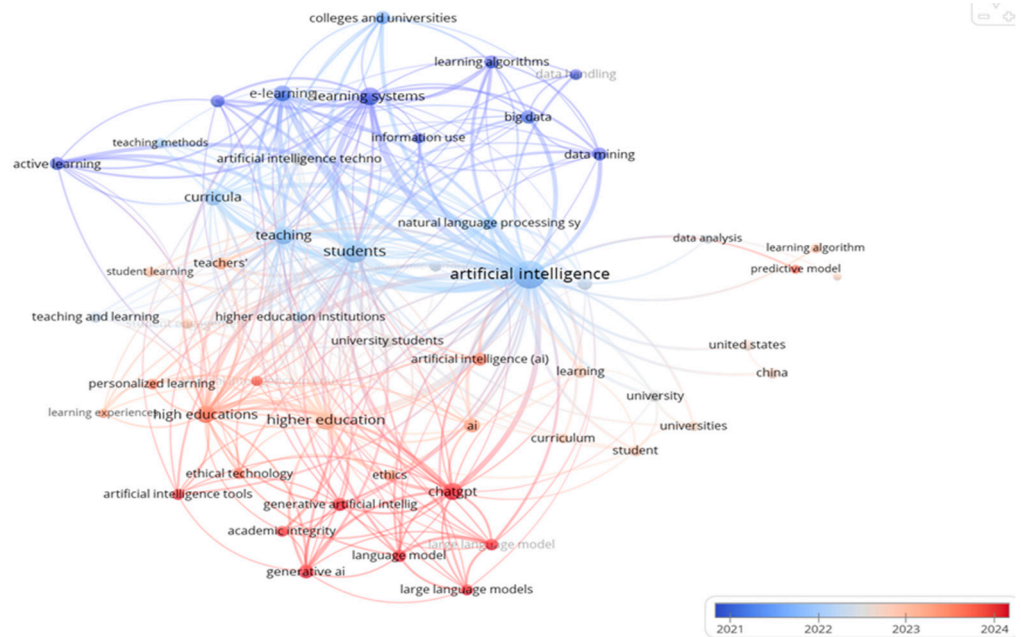 colleges and universities
learning algorithms
data handling
e-learning
learning systems
big data
information use
teaching methods
artificial intelligence techno
data mining
active learning
curricula
natural language processing sy
teaching
data analysis
students
learning algorithm
teachers'
student learning
predictive model
artificial intelligence
teaching and learning
higher education institutions
university students
united states
artificial intelligence (ai)
learning
china
personalized learning
university
learning experience
high educations
higher education
ai
universities
curriculum
student
ethical technology
ethics
artificial intelligence tools
chatgpt
generative artificial intellig
academic integrity
large language model
language model
generative ai
large language models
2021
2022
2023
2024